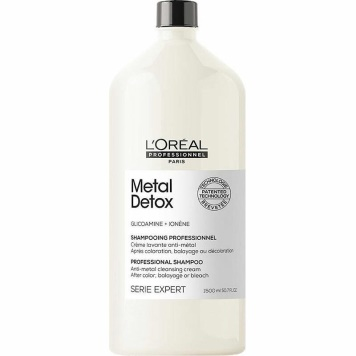 L'ORÉAL
PROFESSIONNEL
PARIS
TECHNOLOGIE
PATENTED
TECHNOLOGY
BREVETÉE
Metal
Detox
GLICOAMINE + IONÈNE
SHAMPOOING PROFESSIONNEL
Crème lavante anti-métal
Après coloration, balayage ou décoloration
PROFESSIONAL SHAMPOO
Anti-metal cleansing cream
After color, balayage or bleach
SERIE EXPERT
1500 ml 50.7 fl.oz